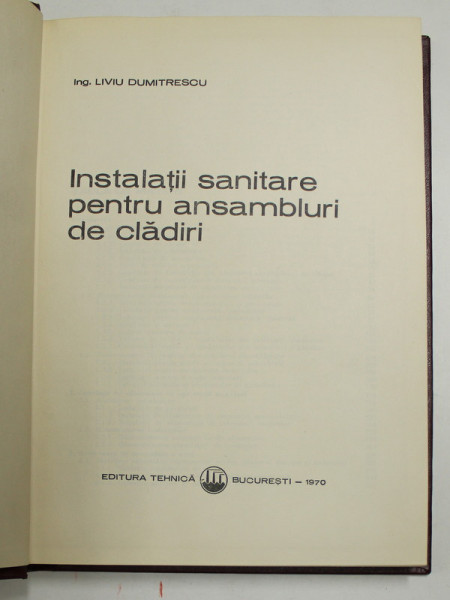 Ing. LIVIU DUMITRESCU
Instalații sanitare
pentru ansambluri
de clădiri
EDITURA TEHNICĂ BUCUREȘTI — 1970